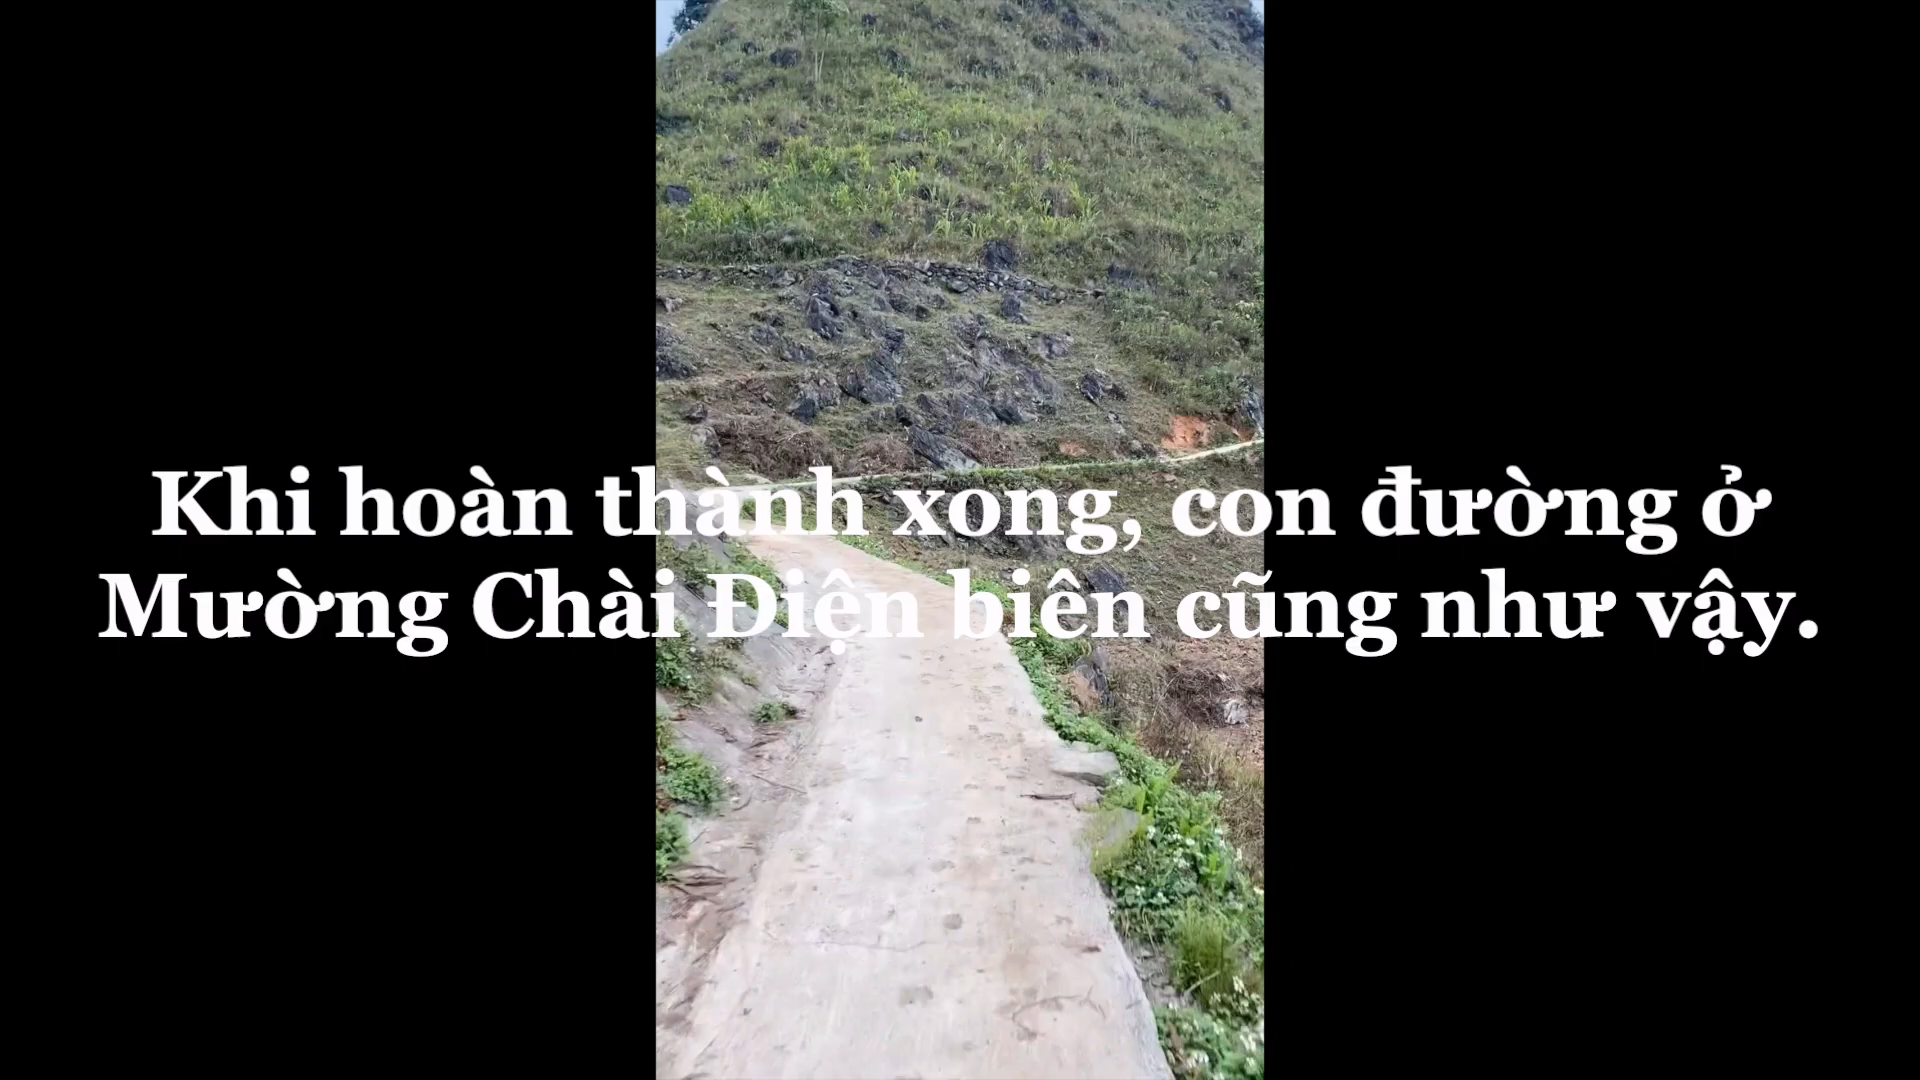 Khi hoàn thành xong, con đường ở
Mường Chài Điện biên cũng như vậy.